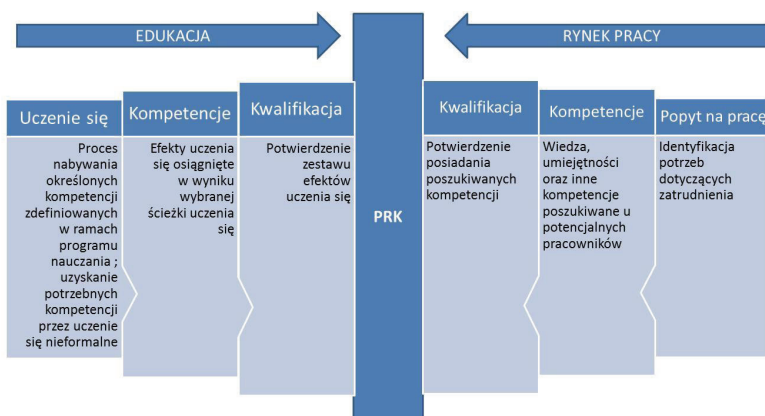 EDUKACJA
RYNEK PRACY
Uczenie się
Proces
nabywania
określonych
kompetencji
zdefiniowanych
w ramach
programu
nauczania ;
uzyskanie
potrzebnych
kompetencji
przez uczenie
się nieformalne
Kompetencje
Efekty uczenia
się osiągnięte
w wyniku
wybranej
ścieżki uczenia
się
Kwalifikacja
Potwierdzenie
zestawu
efektów
uczenia się
PRK
Kwalifikacja
Potwierdzenie
posiadania
poszukiwanych
kompetencji
Kompetencje
Wiedza,
umiejętności
oraz inne
kompetencje
poszukiwane u
potencjalnych
pracowników
Popyt na pracę
Identyfikacja
potrzeb
dotyczących
zatrudnienia